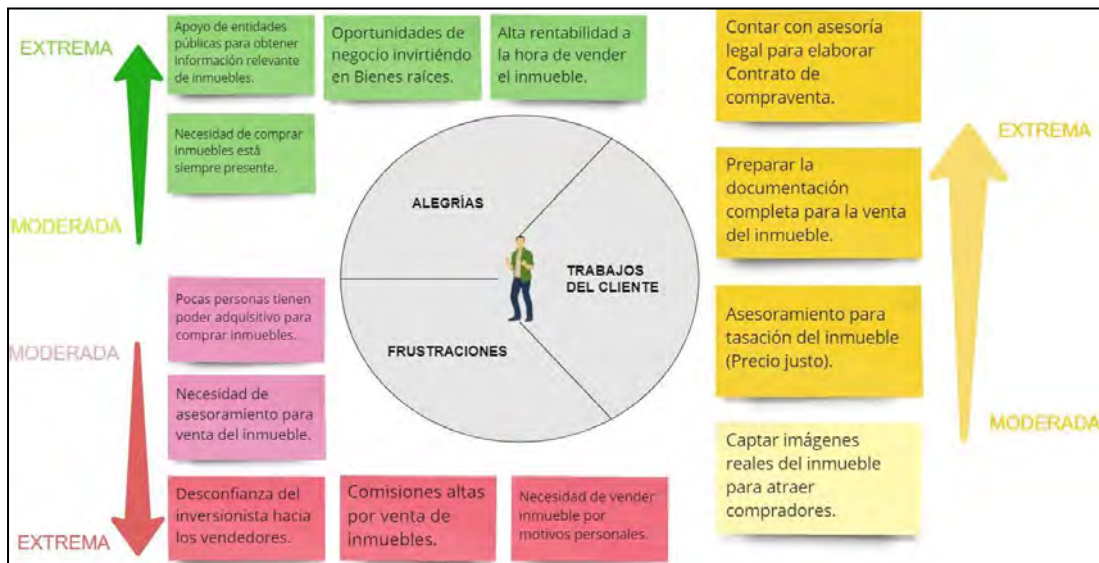 EXTREMA
Apoyo de entidades
públicas para obtener
información relevante
de inmuebles.
Oportunidades de
negocio invirtiéndo
en Bienes raíces.
Alta rentabilidad a
la hora de vender
el inmueble.
Necesidad de comprar
inmuebles está
siempre presente.
MODERADA
ALEGRÍAS
TRABAJOS
DEL CLIENTE
FRUSTRACIONES
MODERADA
Pocas personas tienen
poder adquisitivo para
comprar inmuebles.
Necesidad de
asesoramiento para
venta del inmueble.
EXTREMA
Desconfianza del
inversionista hacia
los vendedores.
Comisiones altas
por venta de
inmuebles.
Necesidad de vender
inmueble por
motivos personales.
Contar con asesoría
legal para elaborar
Contrato de
compraventa.
EXTREMA
Preparar la
documentación
completa para la venta
del inmueble.
Asesoramiento para
tasación del inmueble
(Precio justo).
MODERADA
Captar imágenes
reales del inmueble
para atraer
compradores.